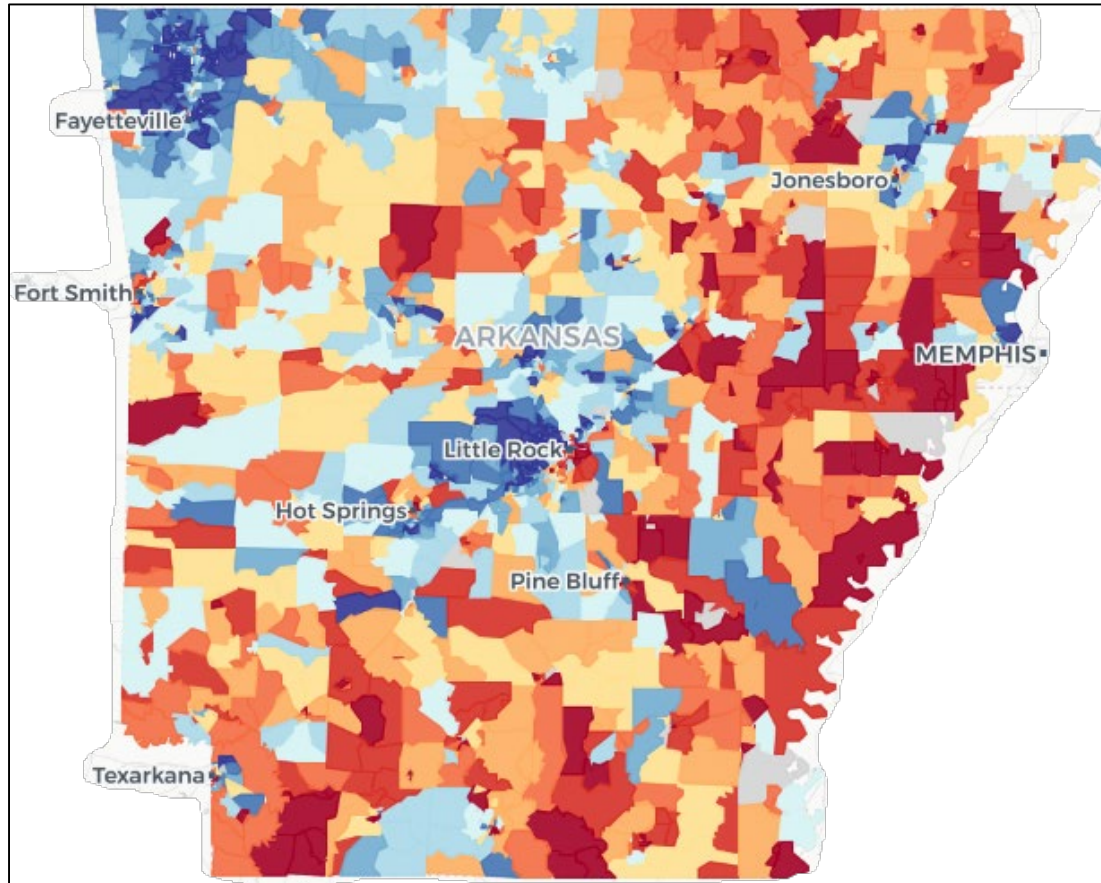 Fayetteville
Jonesboro
Fort Smith
ARKANSAS
MEMPHIS
Little Rock
Hot Springs
Pine Bluff
Texarkana